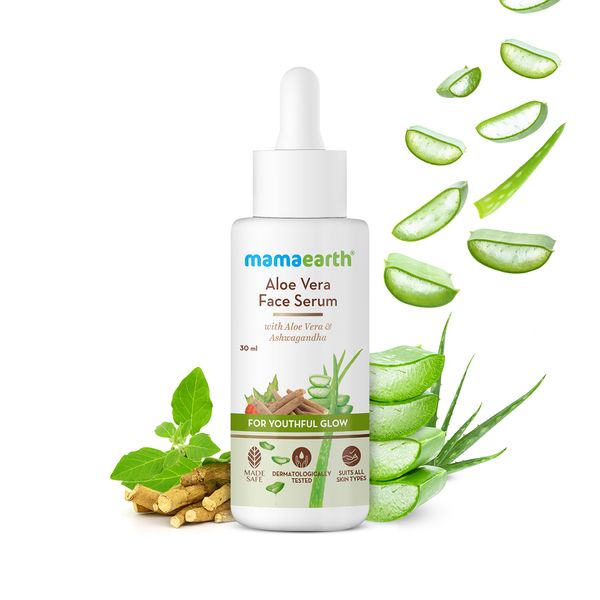 mamaearth®
Aloe Vera
Face Serum
with Aloe Vera &
Ashwagandha
30 ml
FOR YOUTHFUL GLOW
MADE
SAFE
DERMATOLOGICALLY
TESTED
SUITS ALL
SKIN TYPES